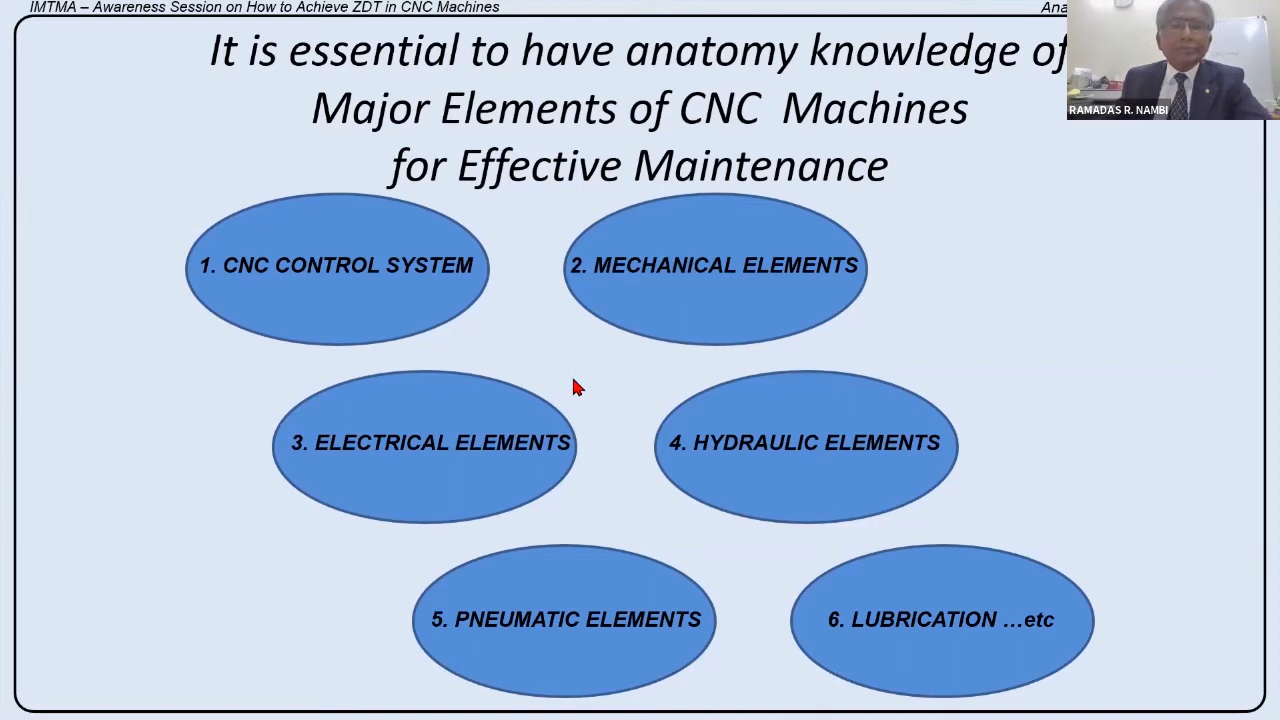 IMTMA – Awareness Session on How to Achieve ZDT in CNC Machines
It is essential to have anatomy knowledge of
Major Elements of CNC Machines
for Effective Maintenance
RAMADAS R. NAMBI
1. CNC CONTROL SYSTEM
2. MECHANICAL ELEMENTS
3. ELECTRICAL ELEMENTS
4. HYDRAULIC ELEMENTS
5. PNEUMATIC ELEMENTS
6. LUBRICATION ...etc